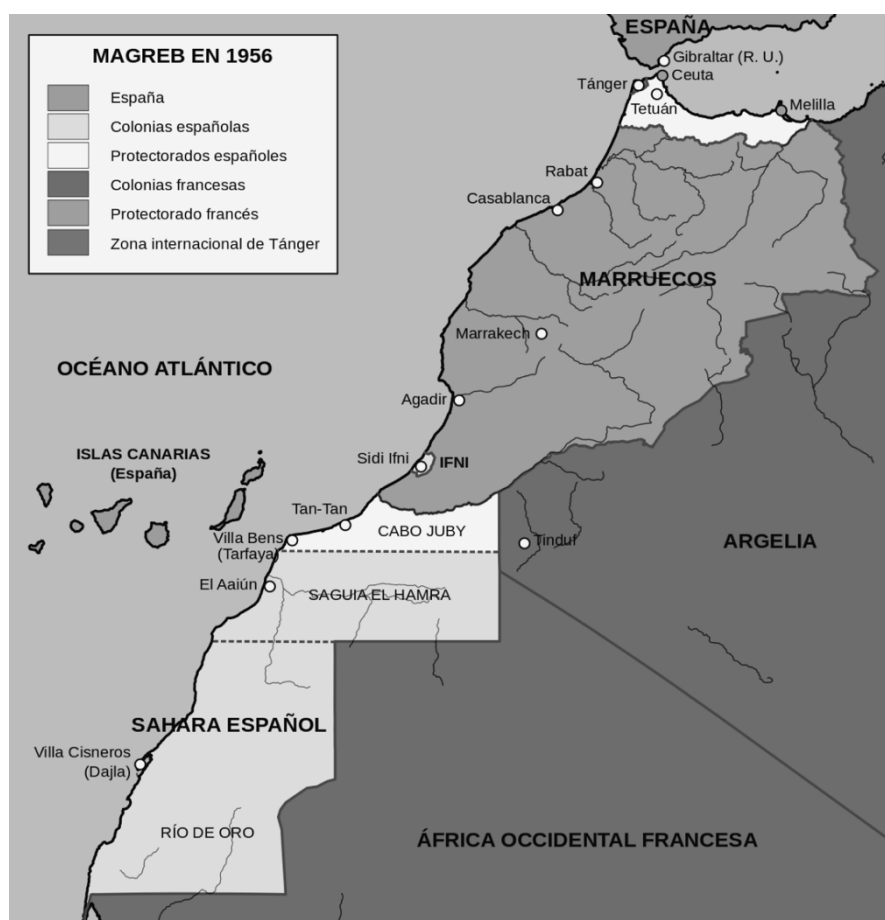 MAGREB EN 1956
España
Colonias españolas
Protectorados españoles
Colonias francesas
Protectorado francés
Zona internacional de Tánger
ESPAÑA
Gibraltar (R. U.)
Ceuta
Tánger
Tetuán
Melilla
Rabat
Casablanca
MARRUECOS
Marrakech
OCÉANO ATLÁNTICO
Agadir
ISLAS CANARIAS
(España)
Sidi Ifni
IFNI
Tan-Tan
CABO JUBY
Villa Bens
(Tarfaya)
Tinduf
ARGELIA
El Aaiún
SAGUIA EL HAMRA
SAHARA ESPAÑOL
Villa Cisneros
(Dajla)
RÍO DE ORO
ÁFRICA OCCIDENTAL FRANCESA